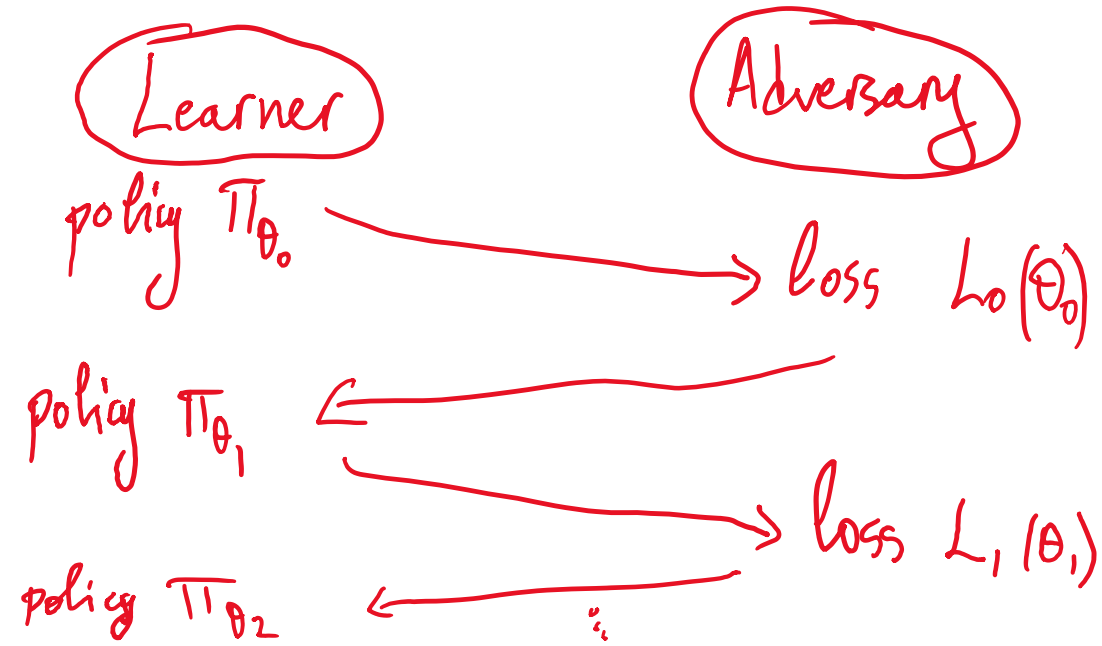 Learner
Adversary
policy π_θ₀
loss L₀(θ₀)
policy π_θ₁
loss L₁(θ₁)
policy π_θ₂